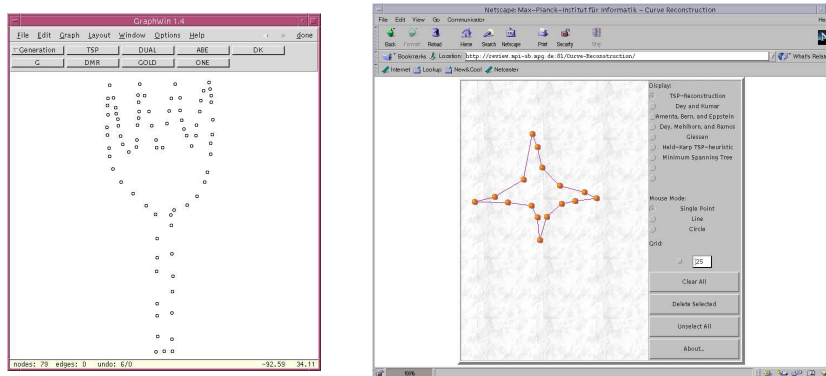 GraphWin 1.4
File Edit Graph Layout Window Options Help done
Generation TSP DUAL ABE DK
G DMR GOLD ONE
nodes: 79 edges: 0 undo: 6/0 -92.59 34.11
Netscape: Max-Planck-Institut für Informatik - Curve Reconstruction
File Edit View Go Communicator He
Back Forward Reload Home Search Netscape Print Security Stop
Bookmarks Location: http://review.mpi-sb.mpg.de:81/Curve-Reconstruction/ What's Relat
Internet Lookup New&Cool Netcaster
Display:
TSP-Reconstruction
Dey and Kumar
Amenta, Bern, and Eppstein
Dey, Mehlhorn, and Ramos
Giesen
Held-Karp TSP-heuristic
Minimum Spanning Tree
Mouse Mode:
Single Point
Line
Circle
Grid:
25
Clear All
Delete Selected
Unselect All
About...
100%